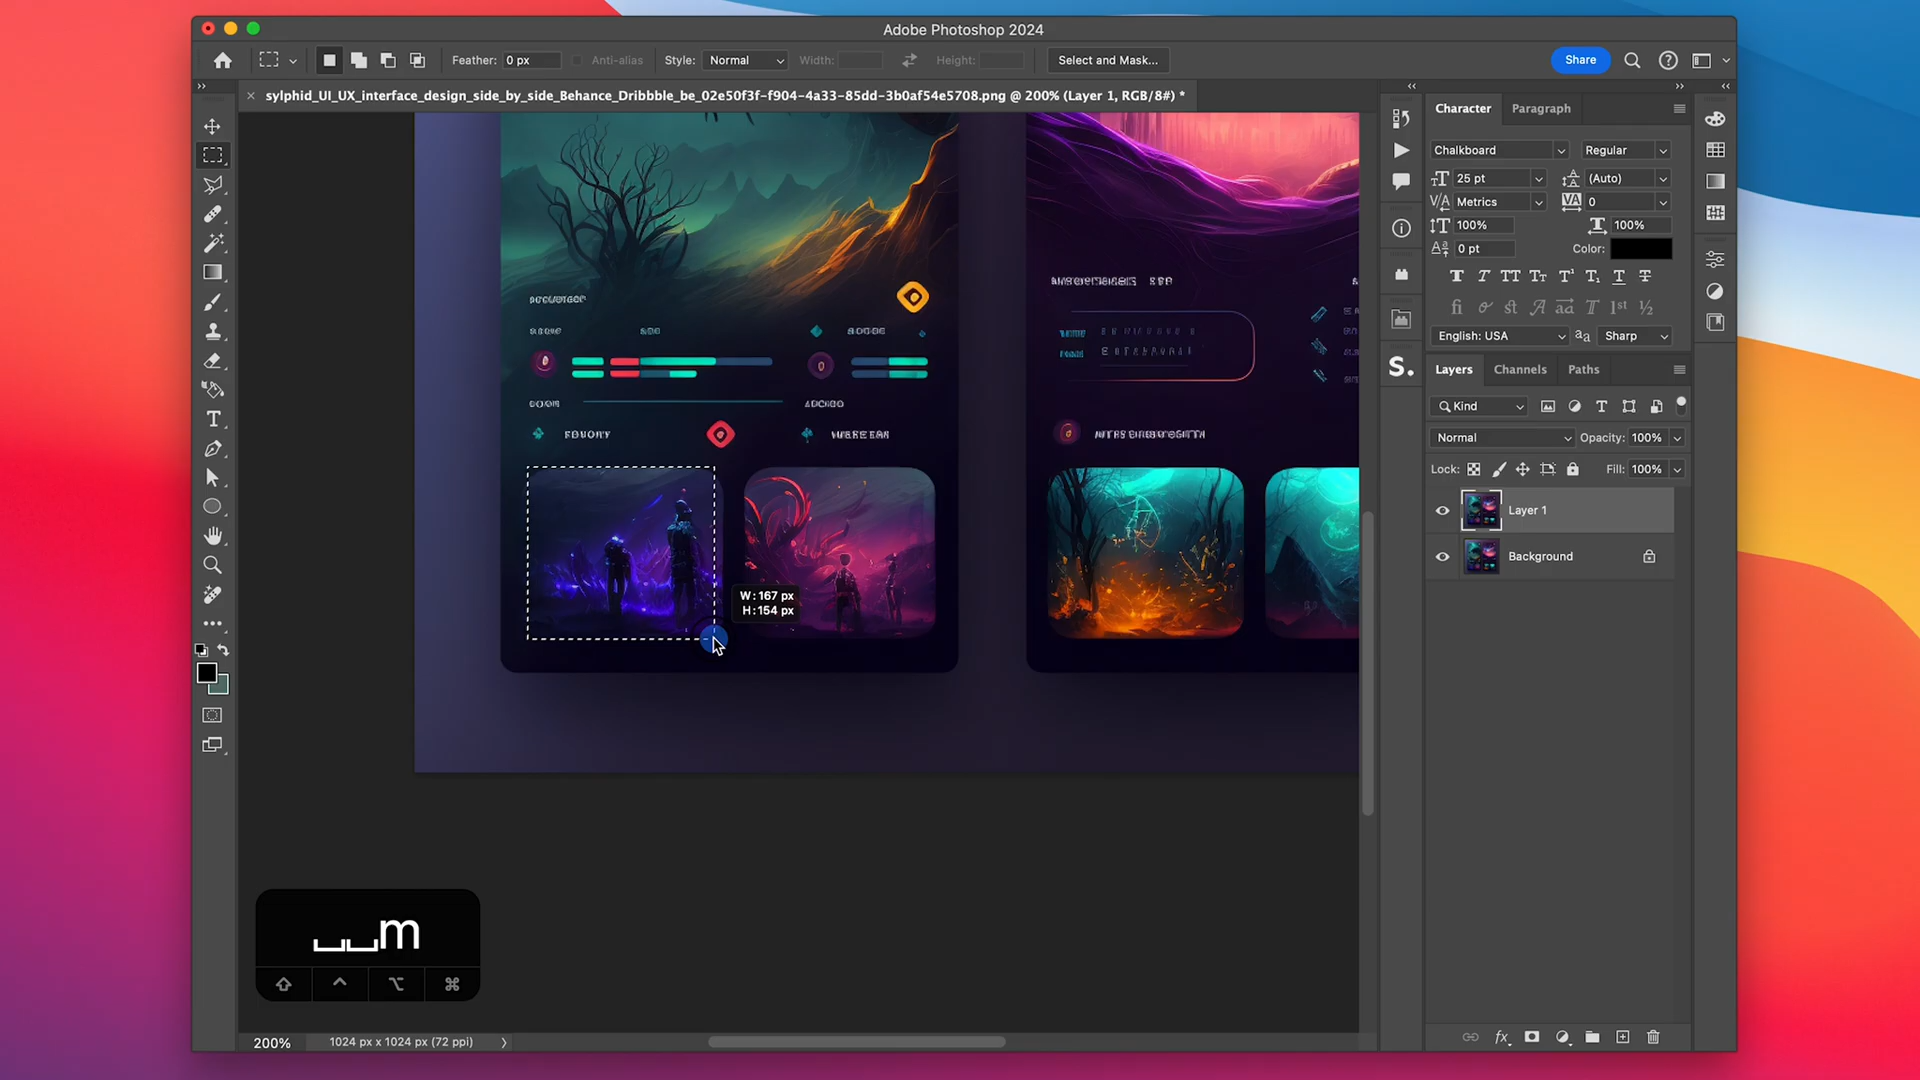 Adobe Photoshop 2024
Feather: 0 px Anti-alias Style: Normal Width: Height: Select and Mask... Share
sylphid_UI_UX_interface_design_side_by_side_Behance_Dribbble_be_02e50f3f-f904-4a33-85dd-3b0af54e5708.png @ 200% (Layer 1, RGB/8#) *
Character Paragraph
Chalkboard Regular
25 pt (Auto)
Metrics 0
100% 100%
0 pt Color:
English: USA Sharp
Layers Channels Paths
Kind
Normal Opacity: 100%
Lock: Fill: 100%
Layer 1
Background
W: 167 px
H: 154 px
m
200% 1024 px x 1024 px (72 ppi)